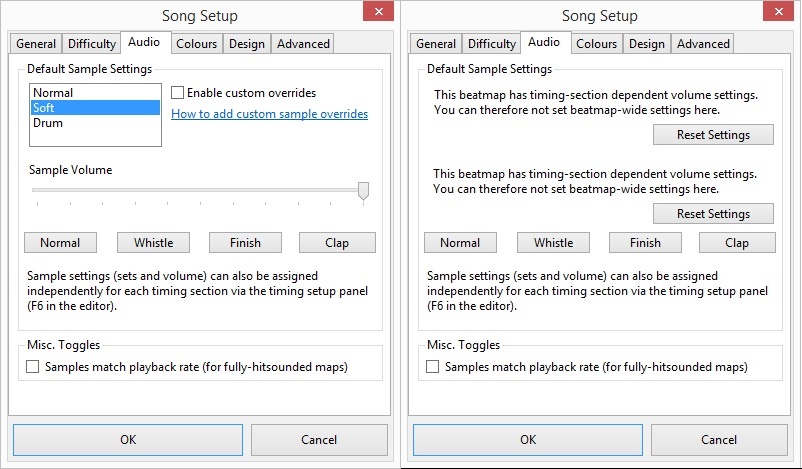 Song Setup
General Difficulty Audio Colours Design Advanced
Default Sample Settings
Normal
Soft
Drum
Enable custom overrides
How to add custom sample overrides
Sample Volume
Normal Whistle Finish Clap
Sample settings (sets and volume) can also be assigned
independently for each timing section via the timing setup panel
(F6 in the editor).
Misc. Toggles
Samples match playback rate (for fully-hitsounded maps)
OK Cancel
Song Setup
General Difficulty Audio Colours Design Advanced
Default Sample Settings
This beatmap has timing-section dependent volume settings.
You can therefore not set beatmap-wide settings here.
Reset Settings
This beatmap has timing-section dependent volume settings.
You can therefore not set beatmap-wide settings here.
Reset Settings
Normal Whistle Finish Clap
Sample settings (sets and volume) can also be assigned
independently for each timing section via the timing setup panel
(F6 in the editor).
Misc. Toggles
Samples match playback rate (for fully-hitsounded maps)
OK Cancel